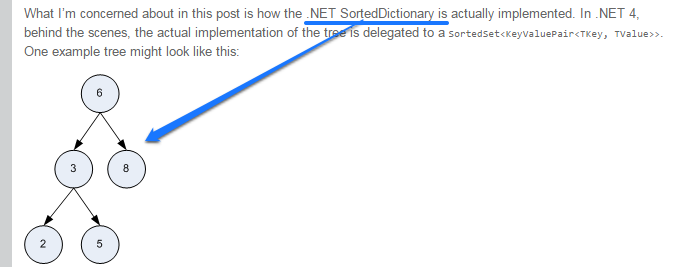 What I'm concerned about in this post is how the .NET SortedDictionary is actually implemented. In .NET 4,
behind the scenes, the actual implementation of the tree is delegated to a SortedSet<KeyValuePair<TKey, TValue>>.
One example tree might look like this:
6
3
8
2
5